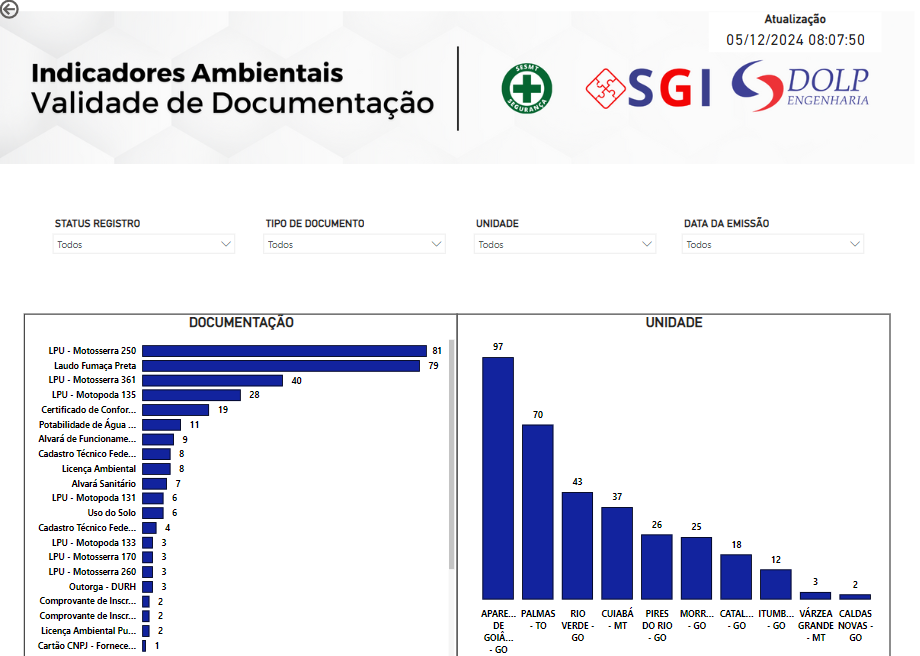 Atualização
05/12/2024 08:07:50
Indicadores Ambientais
Validade de Documentação
SESMT
SEGURANÇA
SGI
DOLP
ENGENHARIA
STATUS REGISTRO
Todos
TIPO DE DOCUMENTO
Todos
UNIDADE
Todos
DATA DA EMISSÃO
Todos
DOCUMENTAÇÃO
LPU - Motosserra 250 81
Laudo Fumaça Preta 79
LPU - Motosserra 361 40
LPU - Motopoda 135 28
Certificado de Confor... 19
Potabilidade de Água ... 11
Alvará de Funcioname... 9
Cadastro Técnico Fede... 8
Licença Ambiental 8
Alvará Sanitário 7
LPU - Motopoda 131 6
Uso do Solo 6
Cadastro Técnico Fede... 4
LPU - Motopoda 133 3
LPU - Motosserra 170 3
LPU - Motosserra 260 3
Outorga - DURH 3
Comprovante de Inscr... 2
Comprovante de Inscr... 2
Licença Ambiental Pu... 2
Cartão CNPJ - Fornece... 1
UNIDADE
97
70
43
37
26
25
18
12
3
2
APARE...
DE
GOIÂ...
- GO
PALMAS
- TO
RIO
VERDE -
GO
CUIABÁ
- MT
PIRES
DO RIO
- GO
MORR...
- GO
CATAL...
- GO
ITUMB...
- GO
VÁRZEA
GRANDE
- MT
CALDAS
NOVAS -
GO